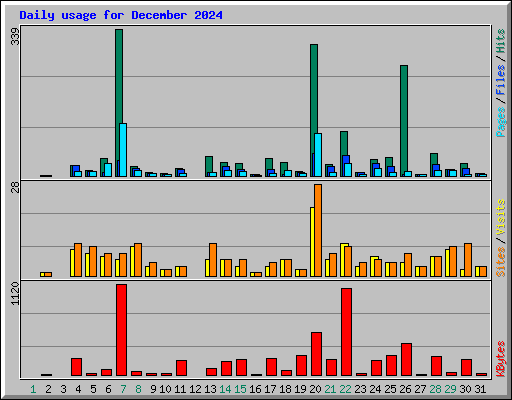 Daily usage for December 2024
339
Pages / Files / Hits
28
Sites / Visits
1120
KBytes
1 2 3 4 5 6 7 8 9 10 11 12 13 14 15 16 17 18 19 20 21 22 23 24 25 26 27 28 29 30 31